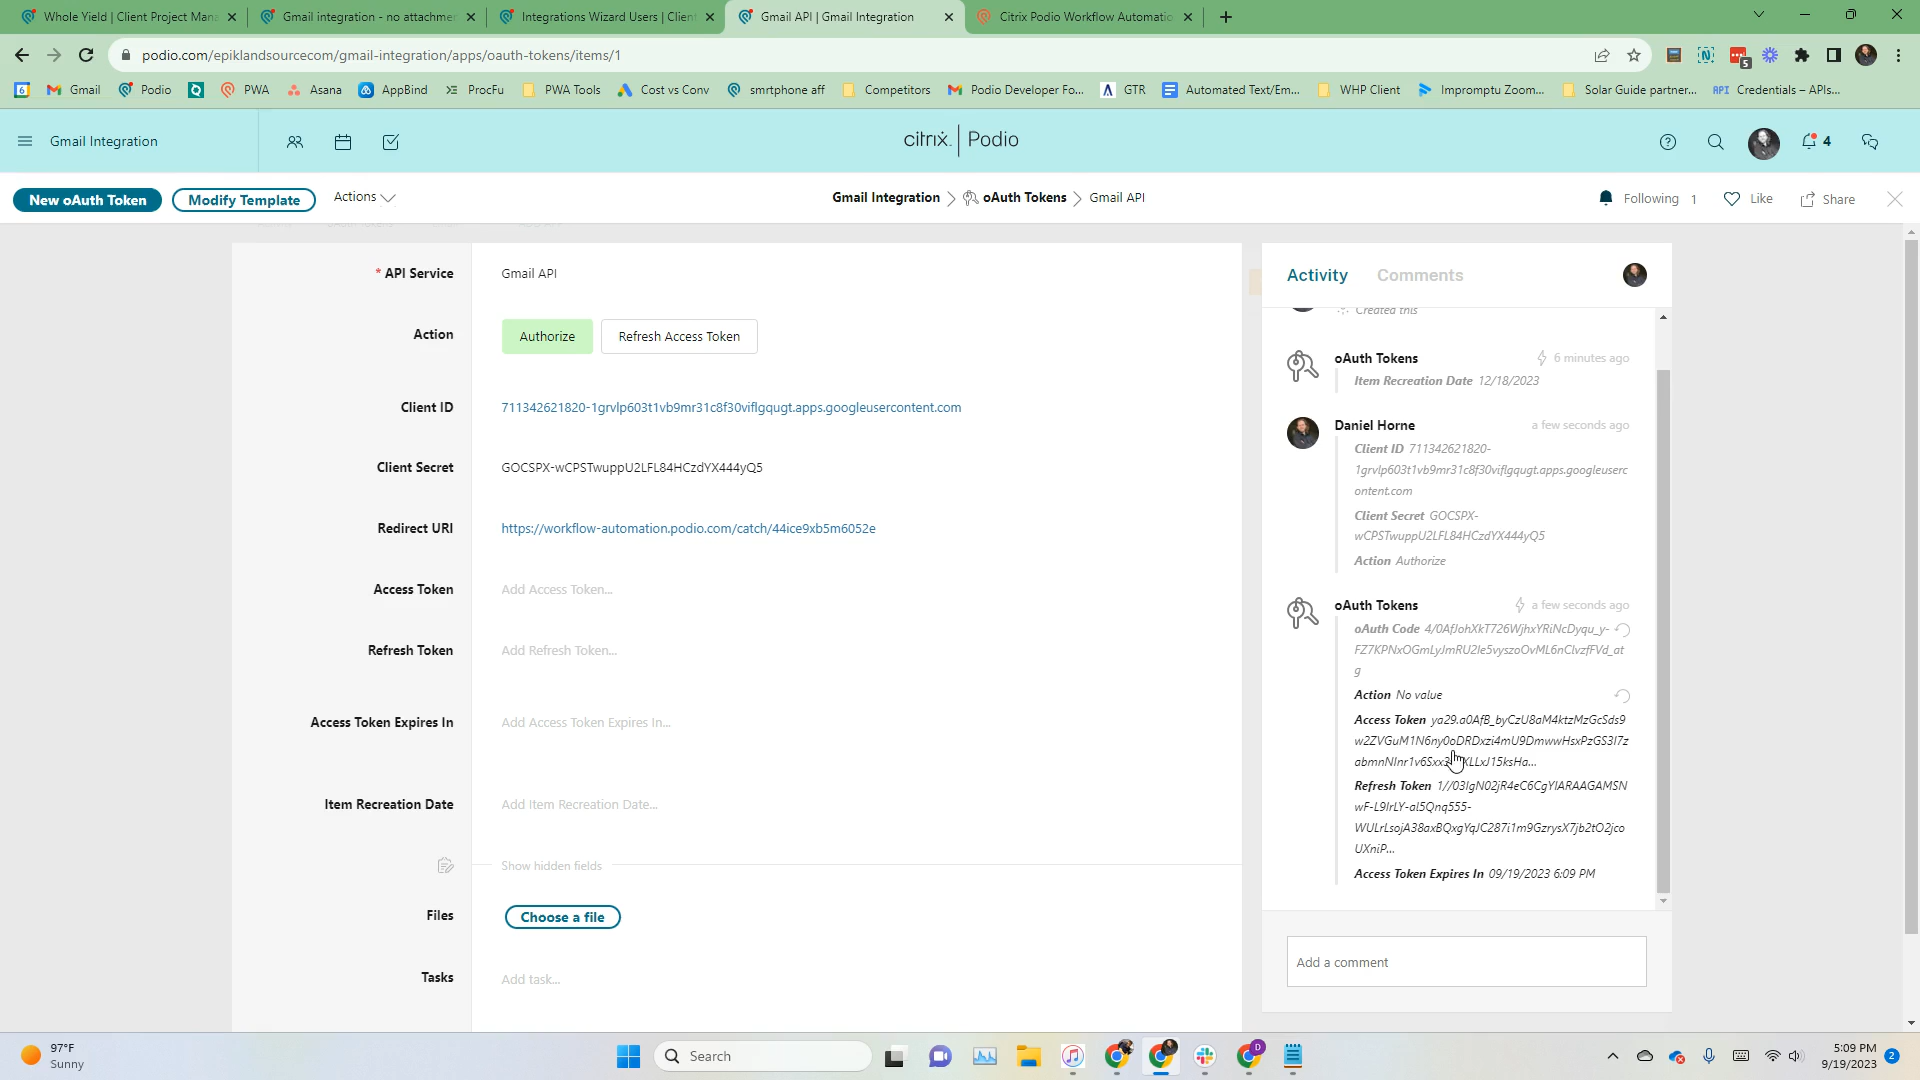 Whole Yield | Client Project Mana
Gmail integration - no attachmen
Integrations Wizard Users | Clien
Gmail API | Gmail Integration
Citrix Podio Workflow Automatio
podio.com/epiklandsourcecom/gmail-integration/apps/oauth-tokens/items/1
5
6
Gmail
Podio
PWA
Asana
AppBind
ProcFu
PWA Tools
Cost vs Conv
smrtphone aff
Competitors
Podio Developer Fo...
GTR
Automated Text/Em...
WHP Client
Impromptu Zoom...
Solar Guide partner...
API Credentials – APIs...
Gmail Integration
citrix | Podio
4
New oAuth Token
Modify Template
Actions
Gmail Integration > oAuth Tokens > Gmail API
Following 1
Like
Share
* API Service
Gmail API
Action
Authorize
Refresh Access Token
Client ID
711342621820-1grvlp603t1vb9mr31c8f30viflgqugt.apps.googleusercontent.com
Client Secret
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
Redirect URI
https://workflow-automation.podio.com/catch/44ice9xb5m6052e
Access Token
Add Access Token...
Refresh Token
Add Refresh Token...
Access Token Expires In
Add Access Token Expires In...
Item Recreation Date
Add Item Recreation Date...
Show hidden fields
Files
Choose a file
Tasks
Add task...
Activity
Comments
Created this
oAuth Tokens
6 minutes ago
Item Recreation Date 12/18/2023
Daniel Horne
a few seconds ago
Client ID 711342621820-
1grvlp603t1vb9mr31c8f30viflgqugt.apps.googleuserc
ontent.com
Client Secret GOCSPX-
wCPSTwuppU2LFL84HCzdYX444yQ5
Action Authorize
oAuth Tokens
a few seconds ago
oAuth Code 4/0AfJohXkT726WjhxYRiNcDyqu_y-
FZ7KPNxOGmLyJmRU2Ie5vyszoOvML6nClvzfFVd_at
g
Action No value
Access Token ya29.a0AfB_byCzU8aM4ktzMzGcSds9
w2ZVGuM1N6ny0oDRDxzi4mU9DmwwHsxPzGS3I7z
Refresh Token 1//03IgN02jR4eC6CgYIARAAGAMSN
wF-L9IrLY-al5Qnq555-
WULrLsojA38axBQxgYqJC287i1m9GzrysX7jb2tO2jco
UXniP...
Access Token Expires In 09/19/2023 6:09 PM
Add a comment
97°F
Sunny
Search
D
5:09 PM
9/19/2023
2